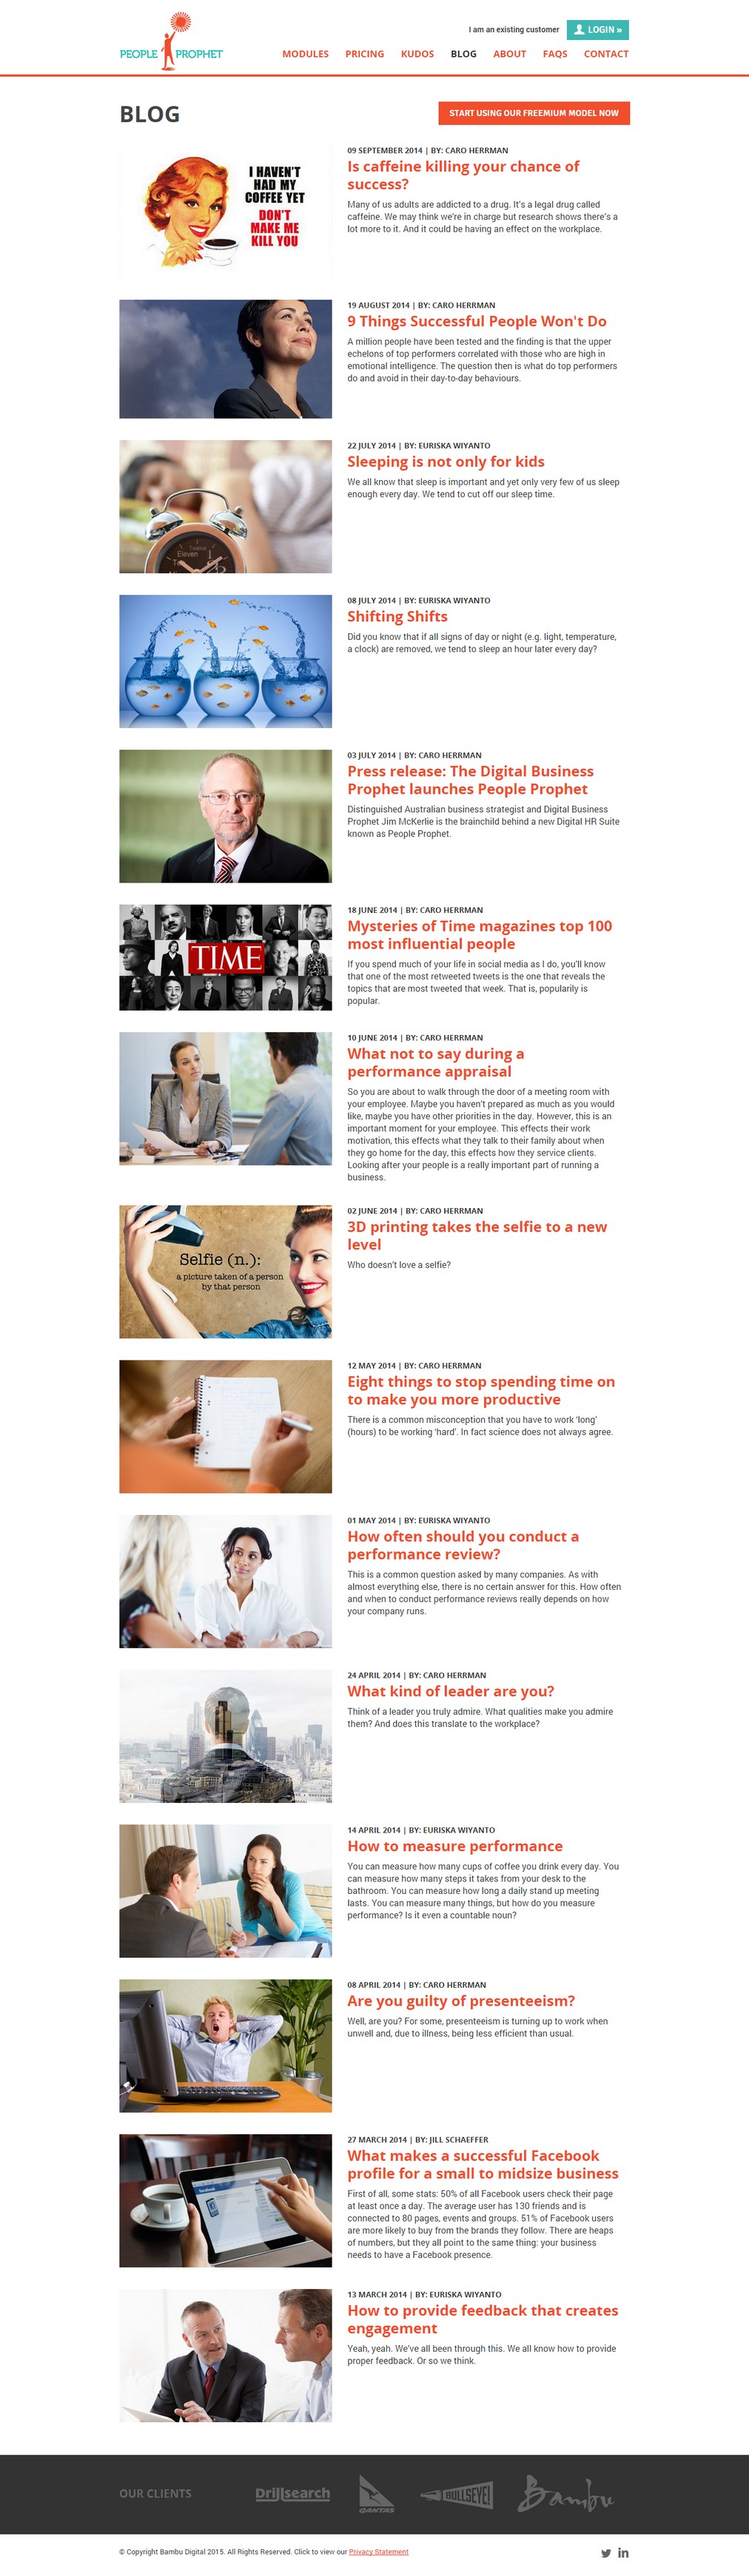 PEOPLE PROPHET
I am an existing customer
LOGIN »
MODULES PRICING KUDOS BLOG ABOUT FAQS CONTACT
BLOG
START USING OUR FREEMIUM MODEL NOW
I HAVEN'T
HAD MY
COFFEE YET
DON'T
MAKE ME
KILL YOU
09 SEPTEMBER 2014 | BY: CARO HERRMAN
Is caffeine killing your chance of
success?
Many of us adults are addicted to a drug. It's a legal drug called
caffeine. We may think we're in charge but research shows there's a
lot more to it. And it could be having an effect on the workplace.
19 AUGUST 2014 | BY: CARO HERRMAN
9 Things Successful People Won't Do
A million people have been tested and the finding is that the upper
echelons of top performers correlated with those who are high in
emotional intelligence. The question then is what do top performers
do and avoid in their day-to-day behaviours.
Twelve
Eleven
22 JULY 2014 | BY: EURISKA WIYANTO
Sleeping is not only for kids
We all know that sleep is important and yet only very few of us sleep
enough every day. We tend to cut off our sleep time.
08 JULY 2014 | BY: EURISKA WIYANTO
Shifting Shifts
Did you know that if all signs of day or night (e.g. light, temperature,
a clock) are removed, we tend to sleep an hour later every day?
03 JULY 2014 | BY: CARO HERRMAN
Press release: The Digital Business
Prophet launches People Prophet
Distinguished Australian business strategist and Digital Business
Prophet Jim McKerlie is the brainchild behind a new Digital HR Suite
known as People Prophet.
TIME
18 JUNE 2014 | BY: CARO HERRMAN
Mysteries of Time magazines top 100
most influential people
If you spend much of your life in social media as I do, you'll know
that one of the most retweeted tweets is the one that reveals the
topics that are most tweeted that week. That is, popularily is
popular.
10 JUNE 2014 | BY: CARO HERRMAN
What not to say during a
performance appraisal
So you are about to walk through the door of a meeting room with
your employee. Maybe you haven't prepared as much as you would
like, maybe you have other priorities in the day. However, this is an
important moment for your employee. This effects their work
motivation, this effects what they talk to their family about when
they go home for the day, this effects how they service clients.
Looking after your people is a really important part of running a
business.
Selfie (n.):
a picture taken of a person
by that person
02 JUNE 2014 | BY: CARO HERRMAN
3D printing takes the selfie to a new
level
Who doesn't love a selfie?
12 MAY 2014 | BY: CARO HERRMAN
Eight things to stop spending time on
to make you more productive
There is a common misconception that you have to work 'long'
(hours) to be working 'hard'. In fact science does not always agree.
01 MAY 2014 | BY: EURISKA WIYANTO
How often should you conduct a
performance review?
This is a common question asked by many companies. As with
almost everything else, there is no certain answer for this. How often
and when to conduct performance reviews really depends on how
your company runs.
24 APRIL 2014 | BY: CARO HERRMAN
What kind of leader are you?
Think of a leader you truly admire. What qualities make you admire
them? And does this translate to the workplace?
14 APRIL 2014 | BY: EURISKA WIYANTO
How to measure performance
You can measure how many cups of coffee you drink every day. You
can measure how many steps it takes from your desk to the
bathroom. You can measure how long a daily stand up meeting
lasts. You can measure many things, but how do you measure
performance? Is it even a countable noun?
08 APRIL 2014 | BY: CARO HERRMAN
Are you guilty of presenteeism?
Well, are you? For some, presenteeism is turning up to work when
unwell and, due to illness, being less efficient than usual.
27 MARCH 2014 | BY: JILL SCHAEFFER
What makes a successful Facebook
profile for a small to midsize business
First of all, some stats: 50% of all Facebook users check their page
at least once a day. The average user has 130 friends and is
connected to 80 pages, events and groups. 51% of Facebook users
are more likely to buy from the brands they follow. There are heaps
of numbers, but they all point to the same thing: your business
needs to have a Facebook presence.
13 MARCH 2014 | BY: EURISKA WIYANTO
How to provide feedback that creates
engagement
Yeah, yeah. We've all been through this. We all know how to provide
proper feedback. Or so we think.
OUR CLIENTS
Drillsearch
QANTAS
BULLSEYE!
Bambu
© Copyright Bambu Digital 2015. All Rights Reserved. Click to view our Privacy Statement